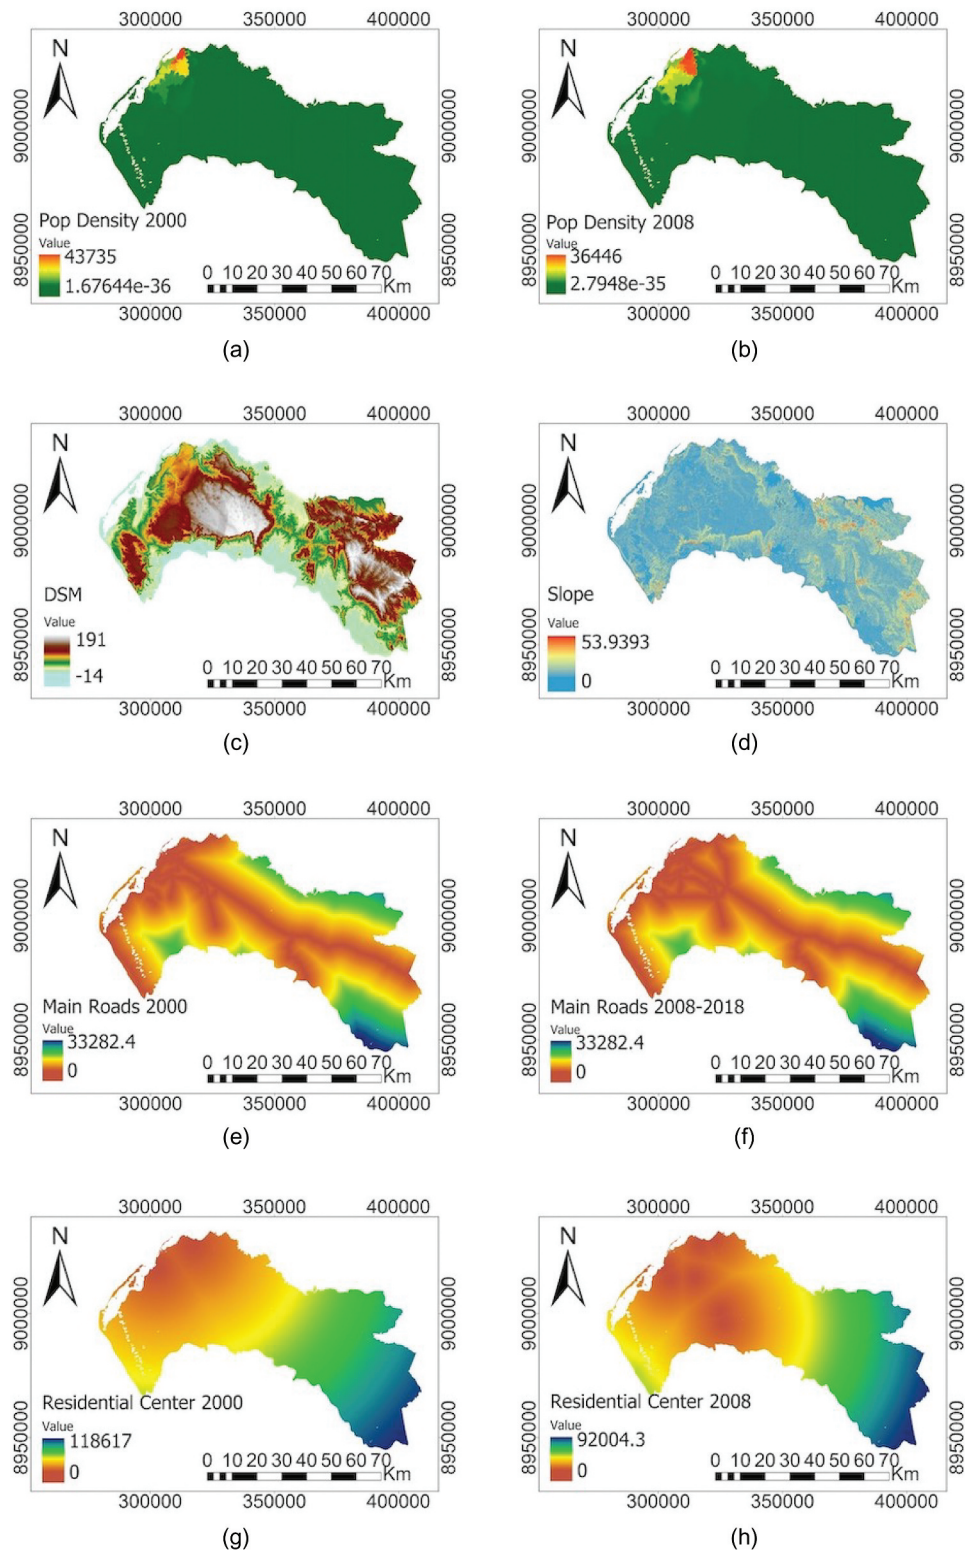 300000 350000 400000
N
9000000
8950000
Pop Density 2000
Value
43735
1.67644e-36
0 10 20 30 40 50 60 70
Km
300000 350000 400000
(a)
300000 350000 400000
N
9000000
8950000
Pop Density 2008
Value
36446
2.7948e-35
0 10 20 30 40 50 60 70
Km
300000 350000 400000
(b)
300000 350000 400000
N
9000000
8950000
DSM
Value
191
-14
0 10 20 30 40 50 60 70
Km
300000 350000 400000
(c)
300000 350000 400000
N
9000000
8950000
Slope
Value
53.9393
0
0 10 20 30 40 50 60 70
Km
300000 350000 400000
(d)
300000 350000 400000
N
9000000
8950000
Main Roads 2000
Value
33282.4
0
0 10 20 30 40 50 60 70
Km
300000 350000 400000
(e)
300000 350000 400000
N
9000000
8950000
Main Roads 2008-2018
Value
33282.4
0
0 10 20 30 40 50 60 70
Km
300000 350000 400000
(f)
300000 350000 400000
N
9000000
8950000
Residential Center 2000
Value
118617
0
0 10 20 30 40 50 60 70
Km
300000 350000 400000
(g)
300000 350000 400000
N
9000000
8950000
Residential Center 2008
Value
92004.3
0
0 10 20 30 40 50 60 70
Km
300000 350000 400000
(h)